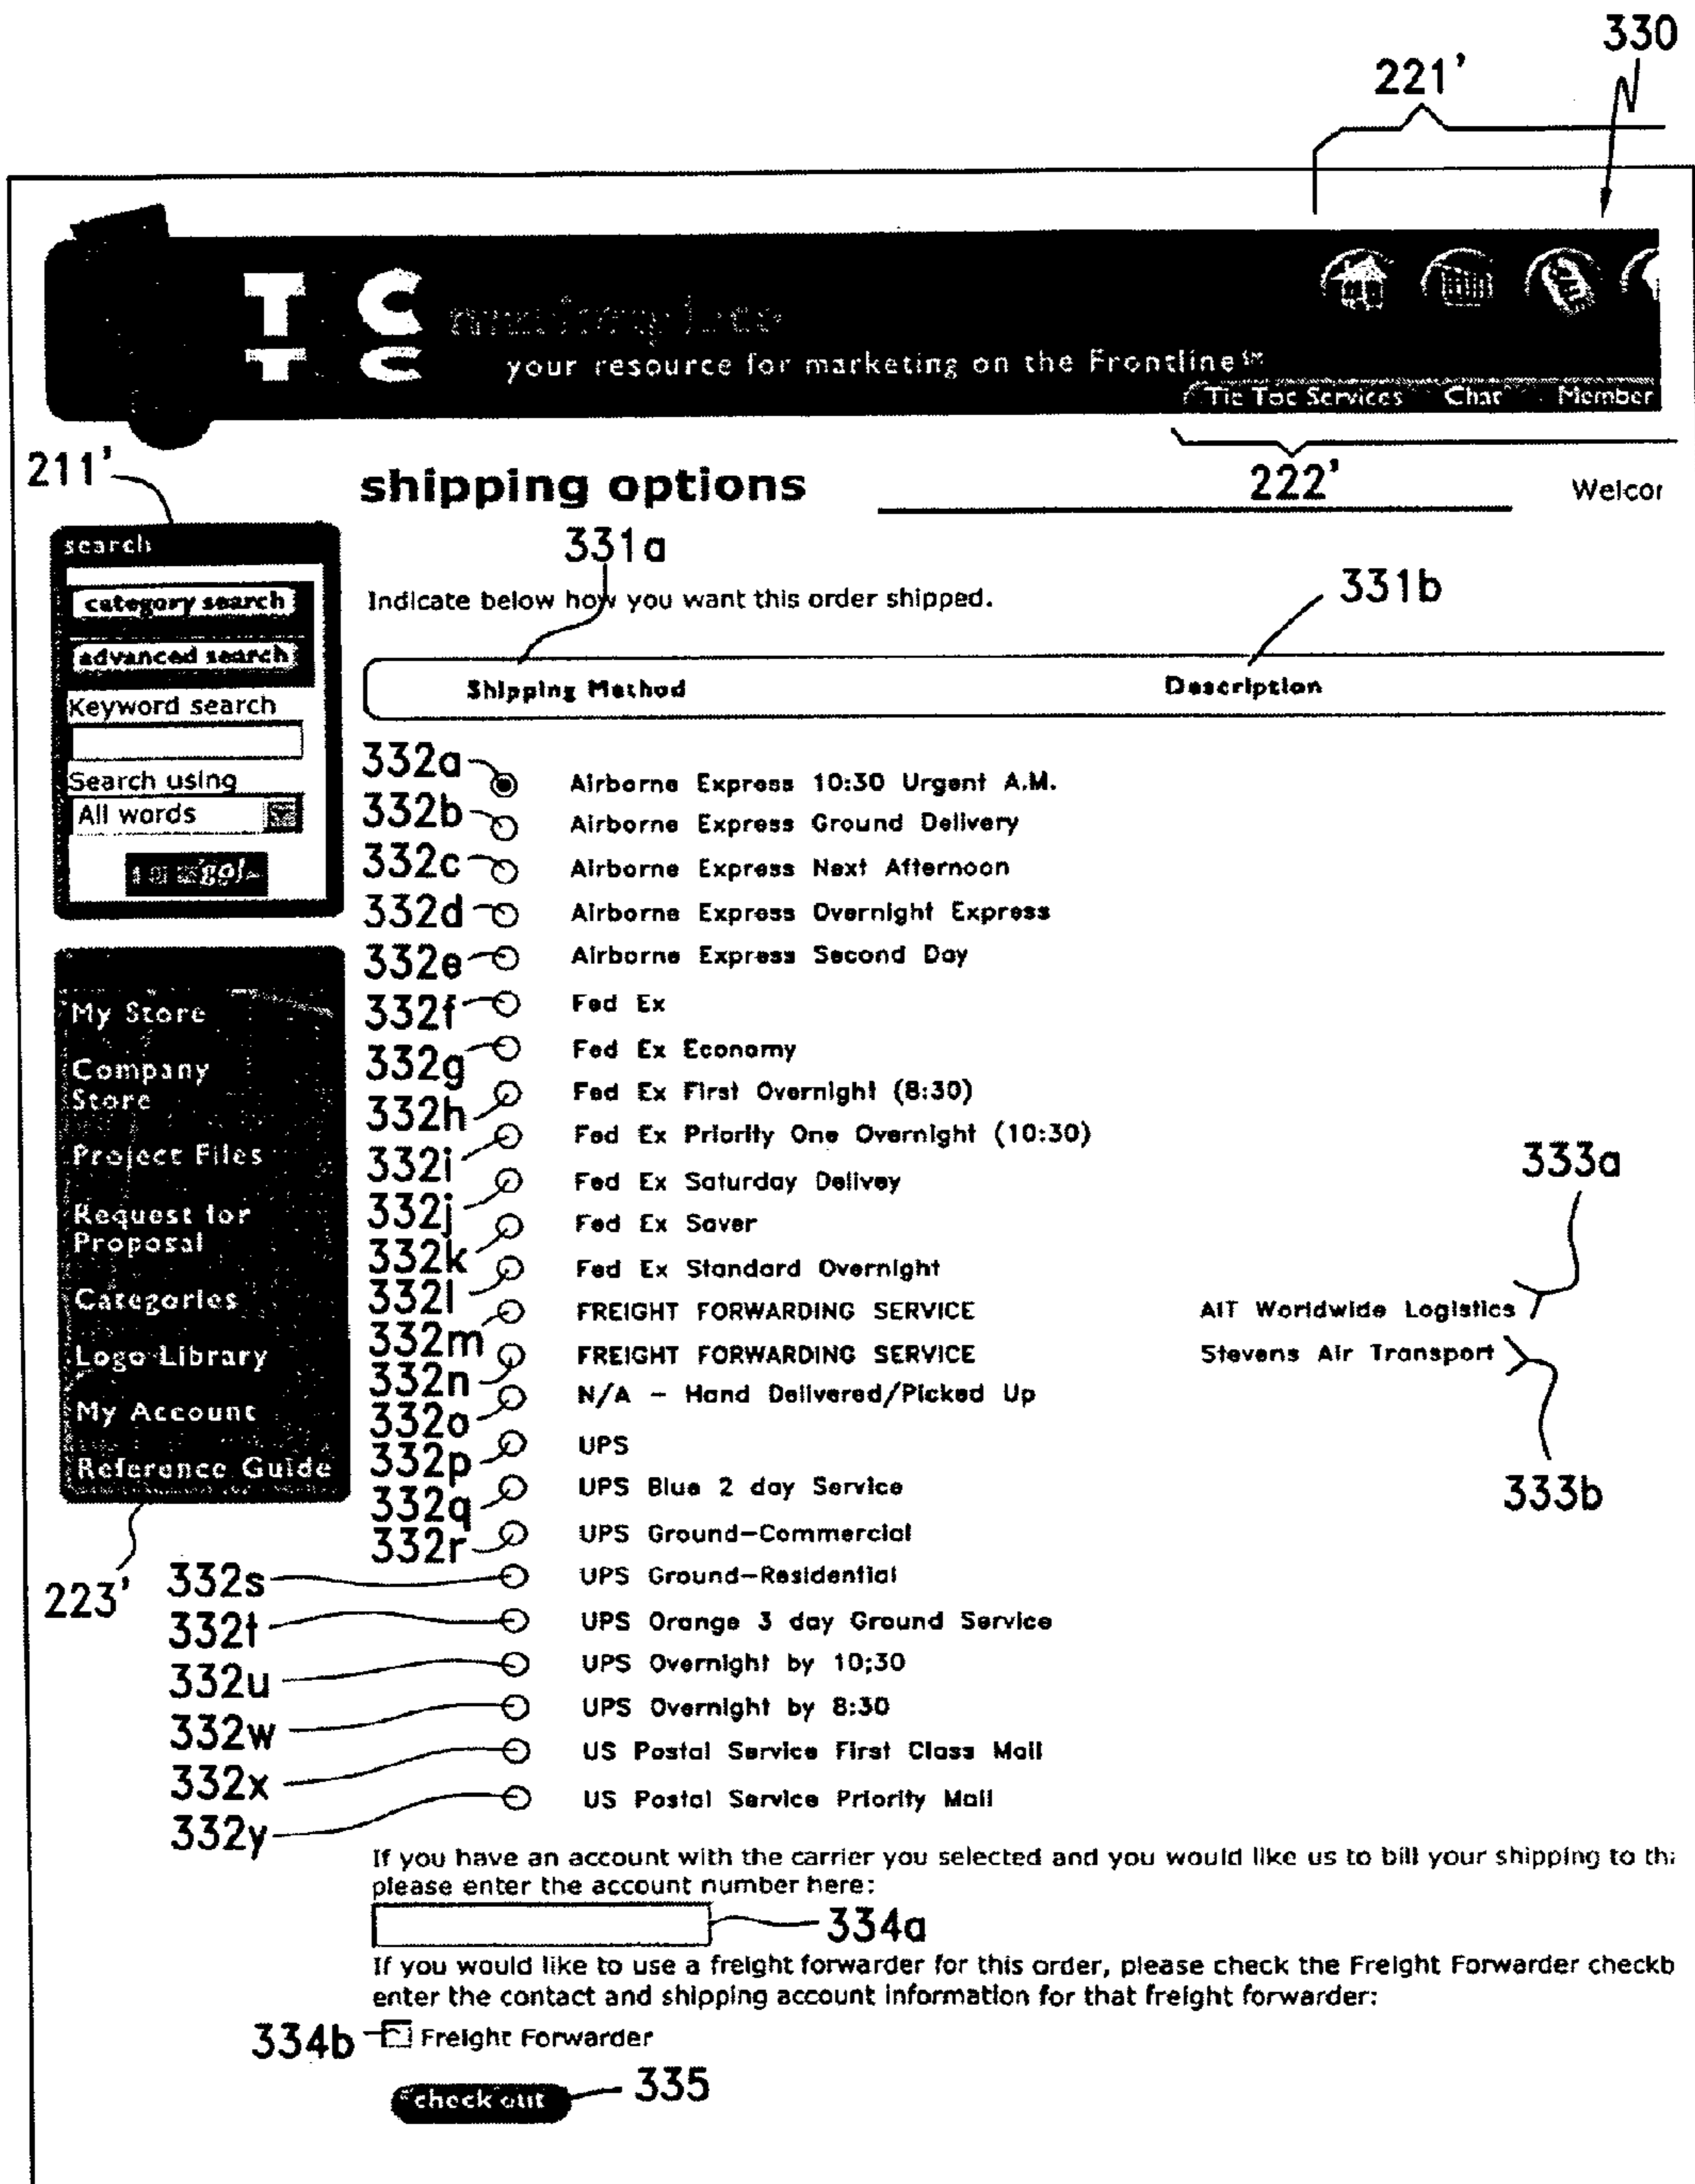 330
221'
T C
T C
your resource for marketing on the Frontline℠
Tic Toc Services Chat Member
211'
shipping options
222'
Welcor
search
331a
category search
Indicate below how you want this order shipped.
331b
advanced search
Shipping Method Description
Keyword search
332a Airborne Express 10:30 Urgent A.M.
Search using
All words
332b Airborne Express Ground Delivery
332c Airborne Express Next Afternoon
go!
332d Airborne Express Overnight Express
332e Airborne Express Second Day
My Store
332f Fed Ex
Company
Store
332g Fed Ex Economy
332h Fed Ex First Overnight (8:30)
Project Files
332i Fed Ex Priority One Overnight (10:30)
333a
332j Fed Ex Saturday Delivey
Request for
Proposal
332k Fed Ex Saver
332l Fed Ex Standard Overnight
Categories
332m FREIGHT FORWARDING SERVICE AIT Worldwide Logistics
Logo Library
332n FREIGHT FORWARDING SERVICE Stevens Air Transport
My Account
332o N/A - Hand Delivered/Picked Up
332p UPS
Reference Guide
332q UPS Blue 2 day Service
333b
332r UPS Ground-Commercial
223'
332s UPS Ground-Residential
332t UPS Orange 3 day Ground Service
332u UPS Overnight by 10;30
332w UPS Overnight by 8:30
332x US Postal Service First Class Mail
332y US Postal Service Priority Mail
If you have an account with the carrier you selected and you would like us to bill your shipping to tha
please enter the account number here:
334a
If you would like to use a freight forwarder for this order, please check the Freight Forwarder checkb
enter the contact and shipping account information for that freight forwarder:
334b Freight Forwarder
check out 335